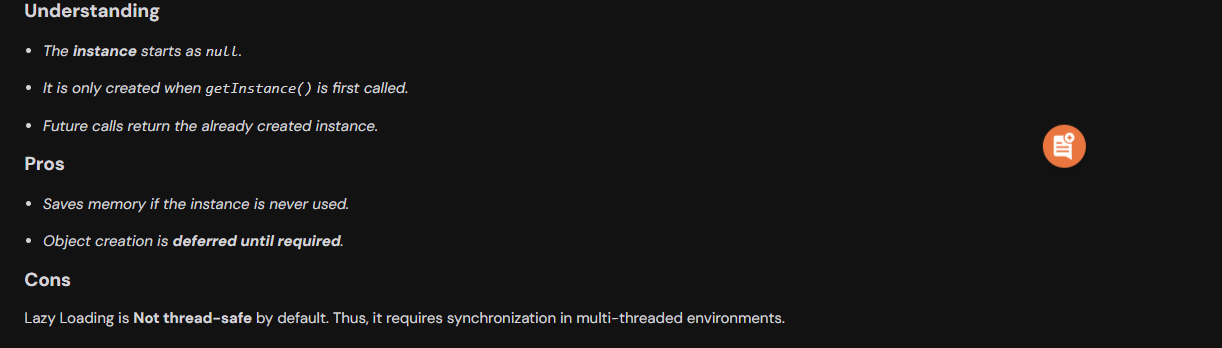 Understanding
• The instance starts as null.
• It is only created when getInstance() is first called.
• Future calls return the already created instance.
Pros
• Saves memory if the instance is never used.
• Object creation is deferred until required.
Cons
Lazy Loading is Not thread-safe by default. Thus, it requires synchronization in multi-threaded environments.